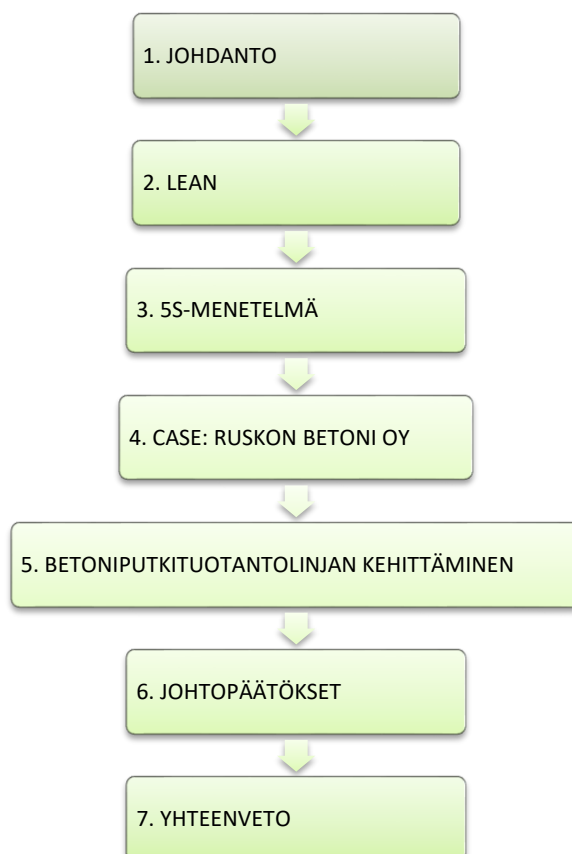 1. JOHDANTO
2. LEAN
3. 5S-MENETELMÄ
4. CASE: RUSKON BETONI OY
5. BETONIPUTKITUOTANTOLINJAN KEHITTÄMINEN
6. JOHTOPÄÄTÖKSET
7. YHTEENVETO